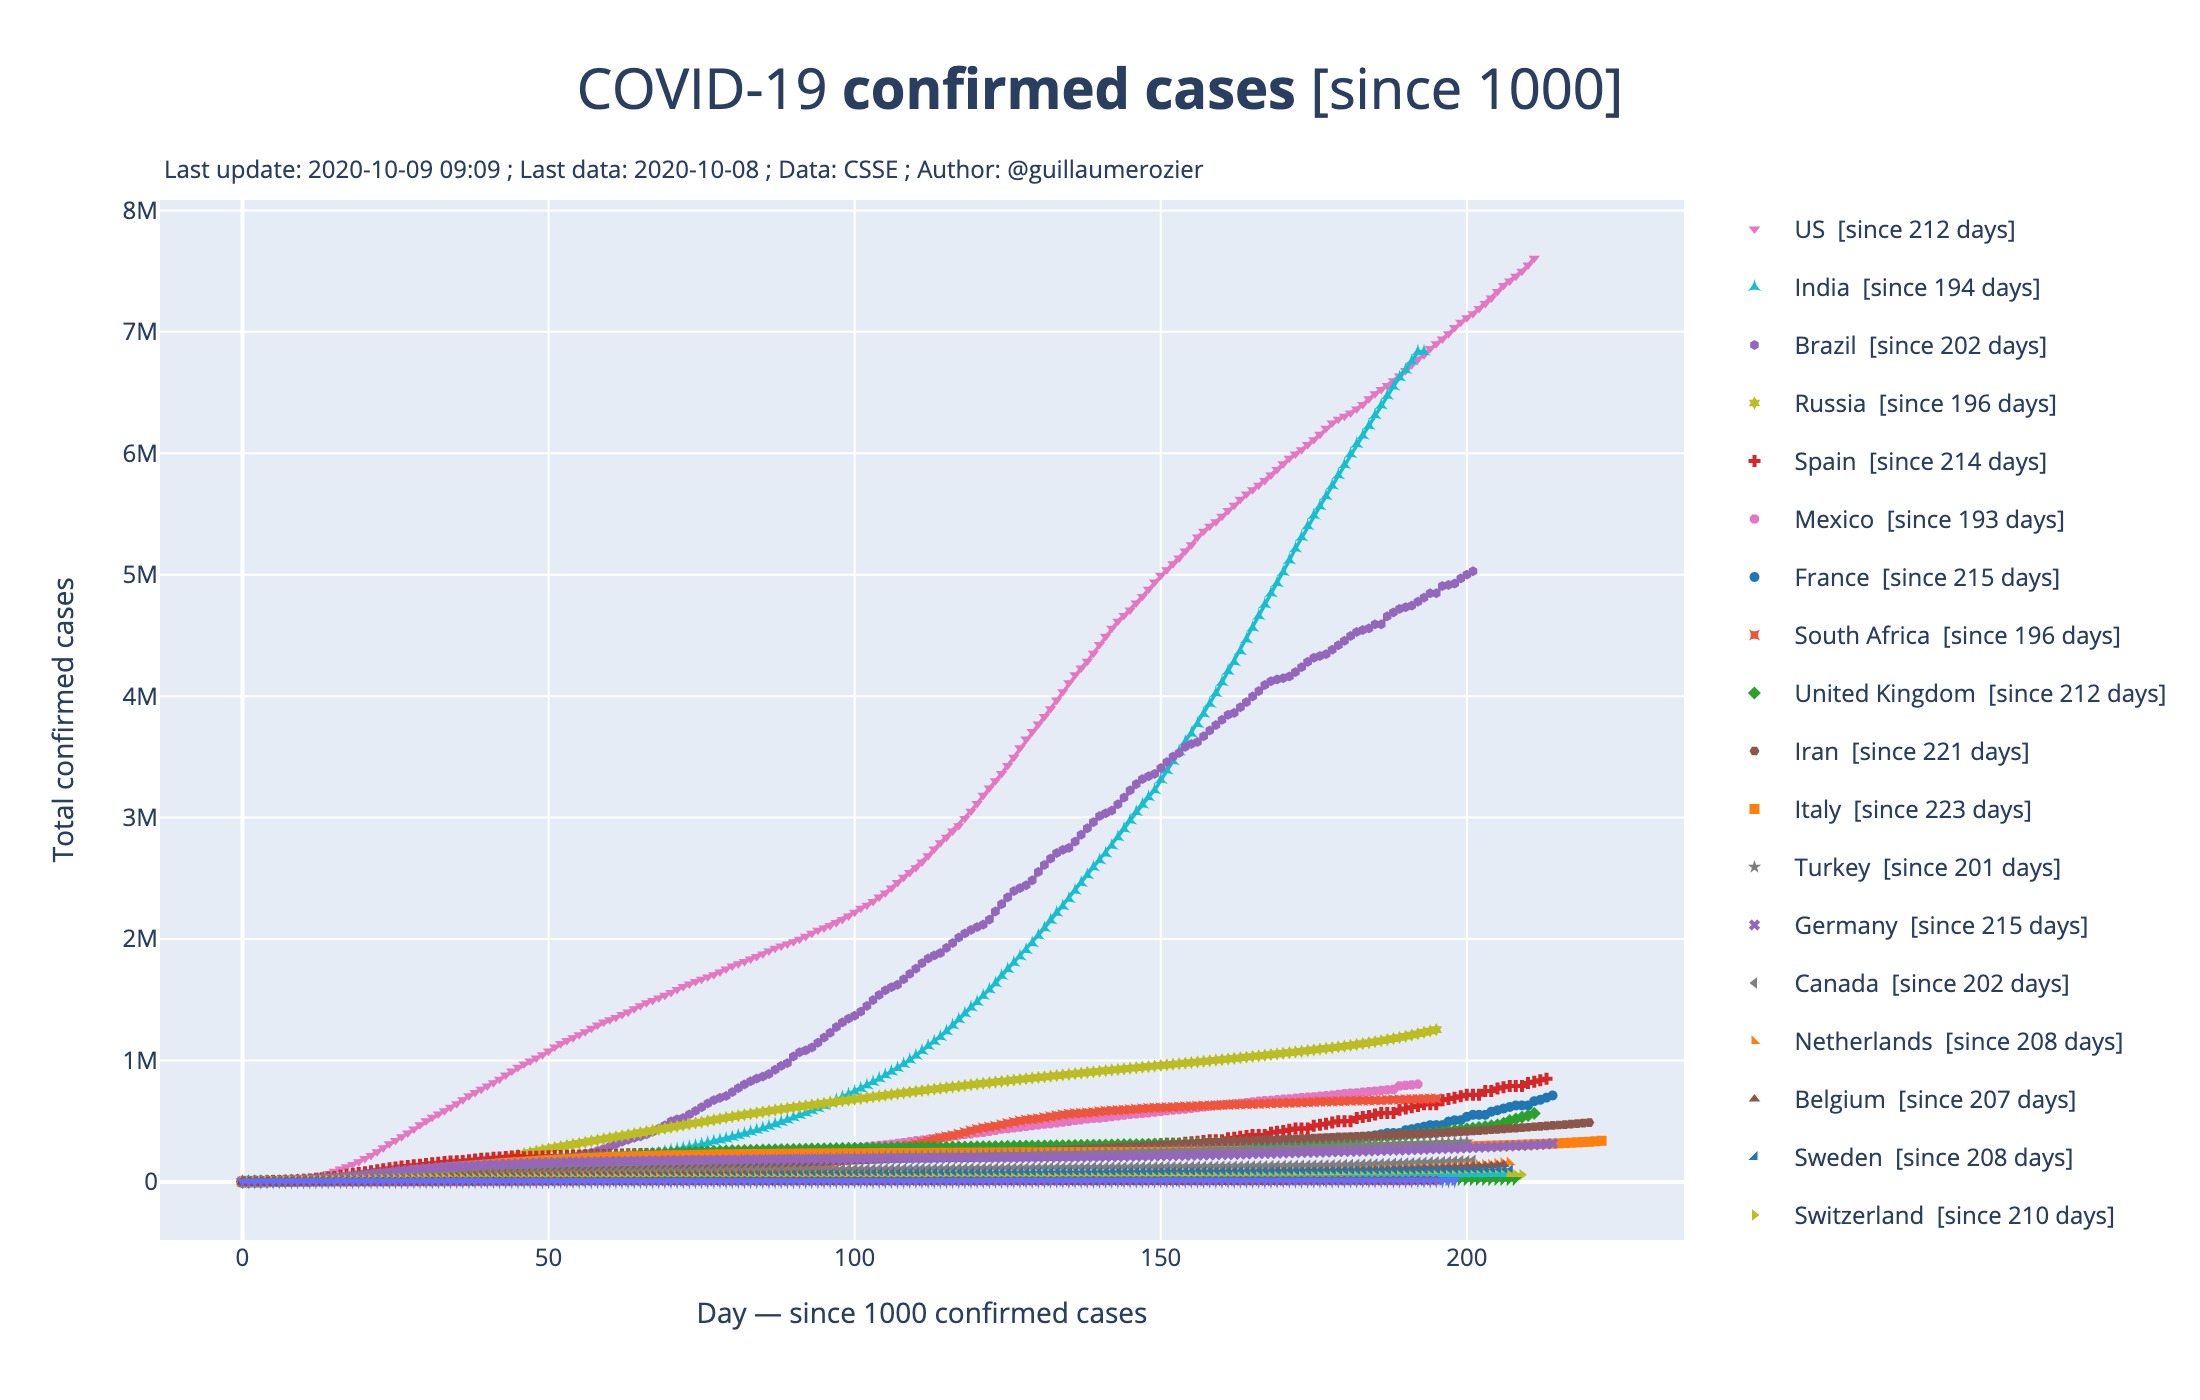 COVID-19 confirmed cases [since 1000]
Last update: 2020-10-09 09:09 ; Last data: 2020-10-08 ; Data: CSSE ; Author: @guillaumerozier
8M
7M
6M
5M
4M
3M
2M
1M
0
Total confirmed cases
0 50 100 150 200
Day — since 1000 confirmed cases
US [since 212 days]
India [since 194 days]
Brazil [since 202 days]
Russia [since 196 days]
Spain [since 214 days]
Mexico [since 193 days]
France [since 215 days]
South Africa [since 196 days]
United Kingdom [since 212 days]
Iran [since 221 days]
Italy [since 223 days]
Turkey [since 201 days]
Germany [since 215 days]
Canada [since 202 days]
Netherlands [since 208 days]
Belgium [since 207 days]
Sweden [since 208 days]
Switzerland [since 210 days]